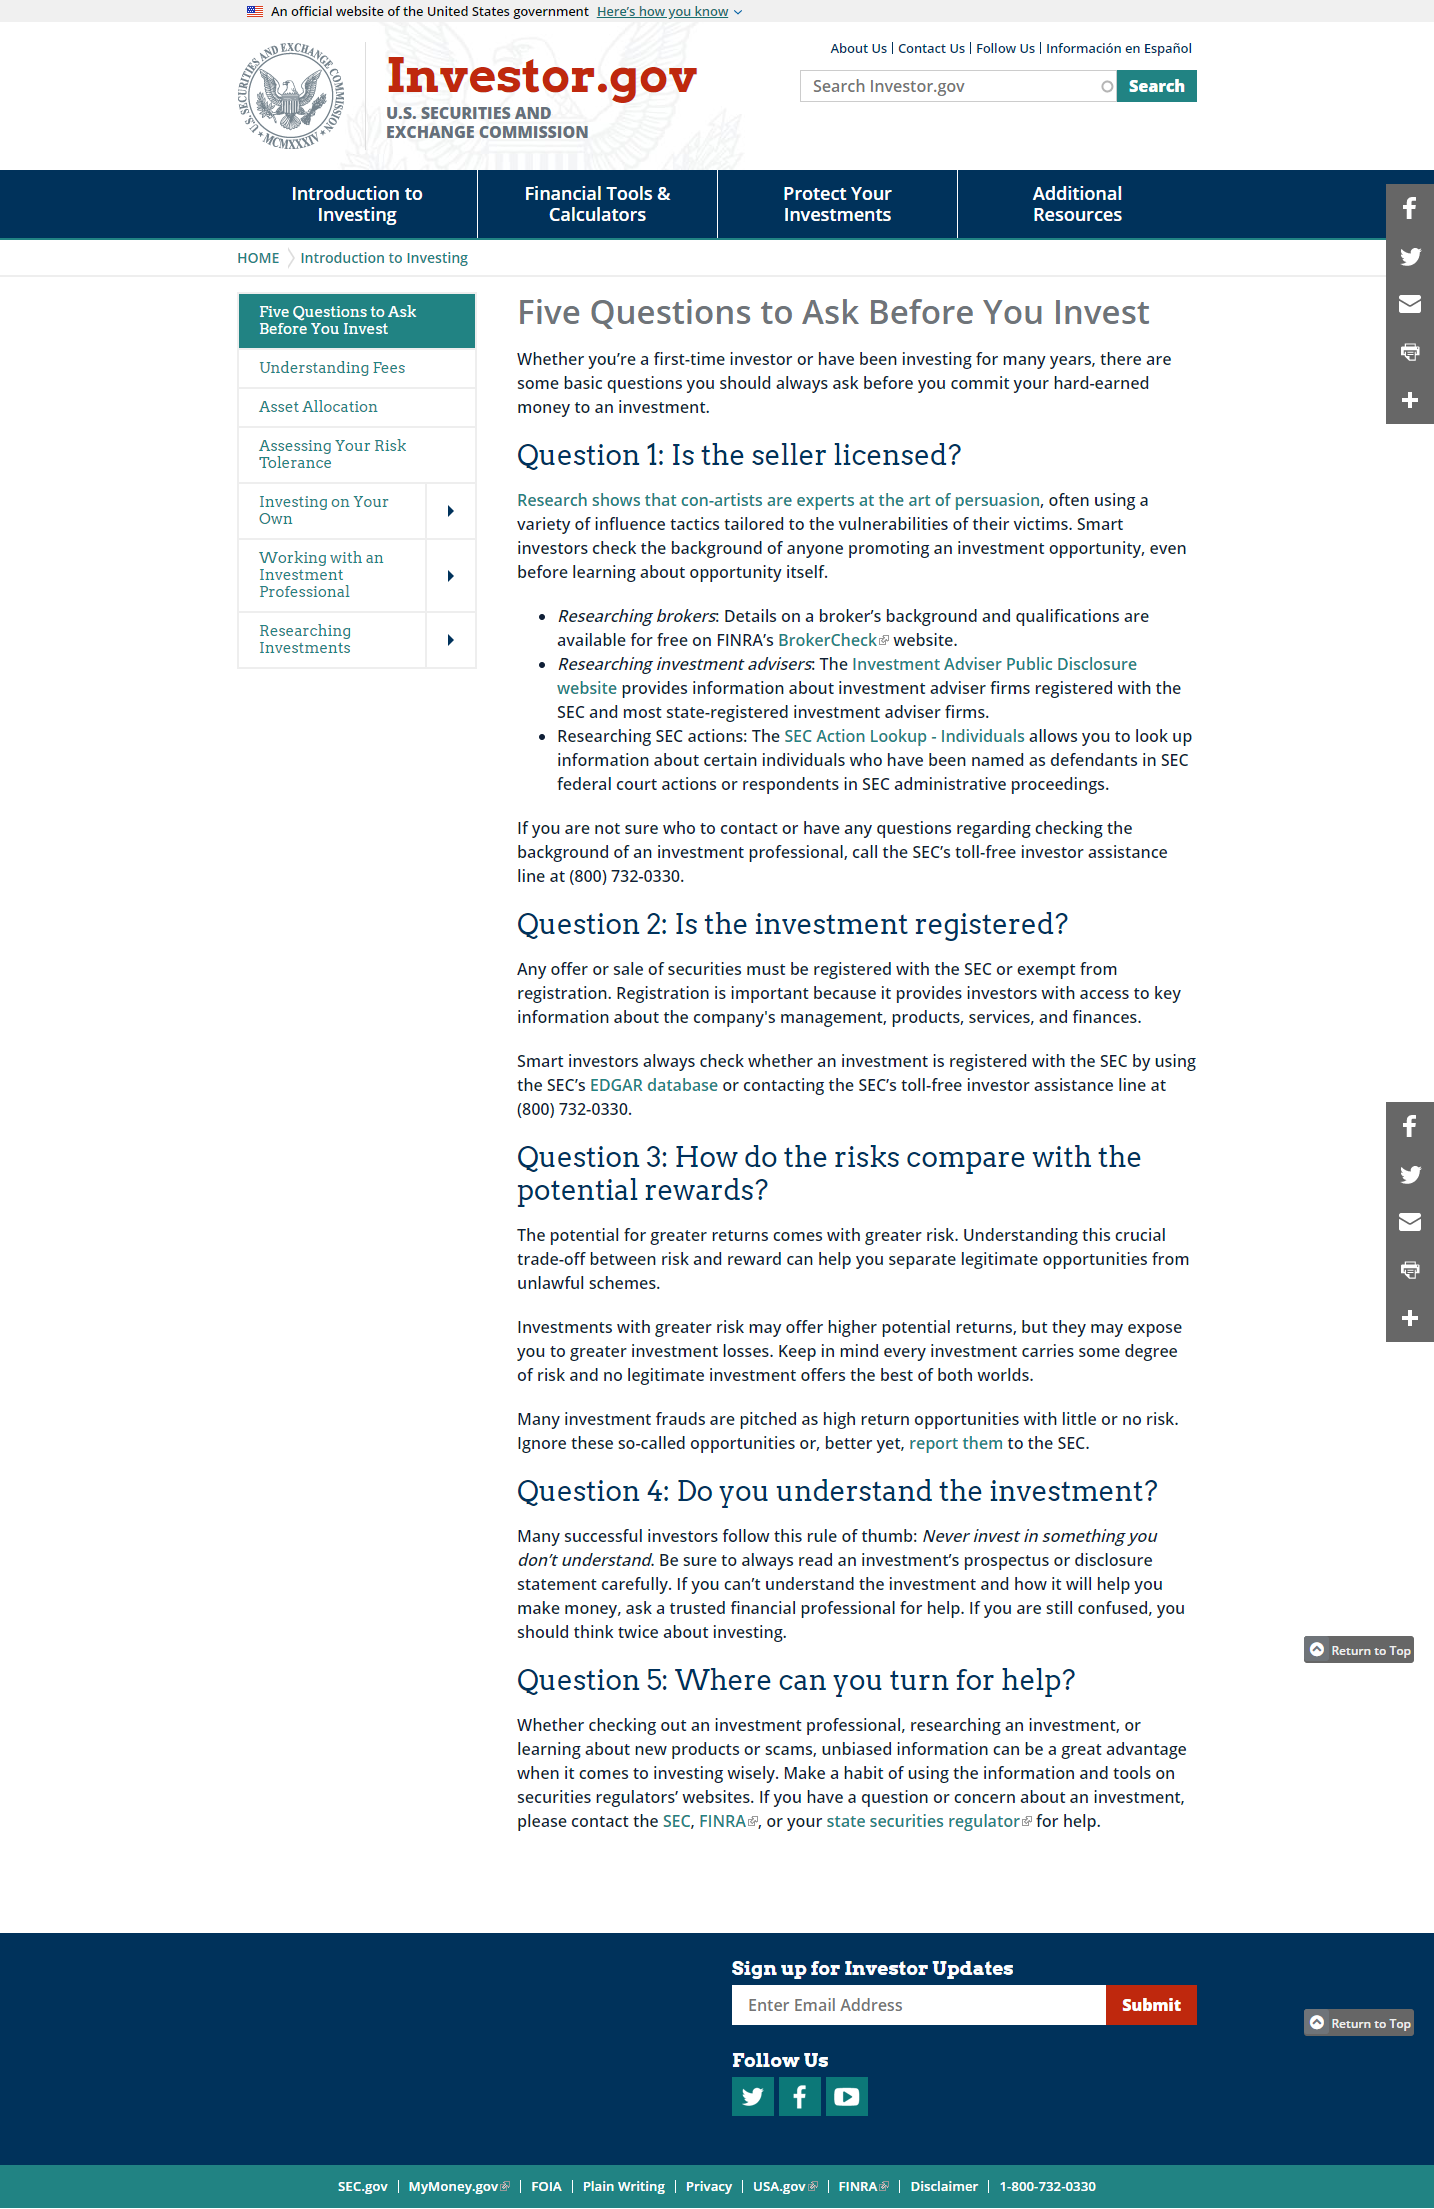 An official website of the United States government Here's how you know
About Us | Contact Us | Follow Us | Información en Español
U.S. SECURITIES AND EXCHANGE COMMISSION
MCMXXXIV
Investor.gov
U.S. SECURITIES AND
EXCHANGE COMMISSION
Search Investor.gov
Search
Introduction to
Investing
Financial Tools &
Calculators
Protect Your
Investments
Additional
Resources
HOME Introduction to Investing
Five Questions to Ask
Before You Invest
Understanding Fees
Asset Allocation
Assessing Your Risk
Tolerance
Investing on Your
Own
Working with an
Investment
Professional
Researching
Investments
Five Questions to Ask Before You Invest
Whether you’re a first-time investor or have been investing for many years, there are
some basic questions you should always ask before you commit your hard-earned
money to an investment.
Question 1: Is the seller licensed?
Research shows that con-artists are experts at the art of persuasion, often using a
variety of influence tactics tailored to the vulnerabilities of their victims. Smart
investors check the background of anyone promoting an investment opportunity, even
before learning about opportunity itself.
• Researching brokers: Details on a broker’s background and qualifications are
available for free on FINRA’s BrokerCheck website.
• Researching investment advisers: The Investment Adviser Public Disclosure
website provides information about investment adviser firms registered with the
SEC and most state-registered investment adviser firms.
• Researching SEC actions: The SEC Action Lookup - Individuals allows you to look up
information about certain individuals who have been named as defendants in SEC
federal court actions or respondents in SEC administrative proceedings.
If you are not sure who to contact or have any questions regarding checking the
background of an investment professional, call the SEC’s toll-free investor assistance
line at (800) 732-0330.
Question 2: Is the investment registered?
Any offer or sale of securities must be registered with the SEC or exempt from
registration. Registration is important because it provides investors with access to key
information about the company's management, products, services, and finances.
Smart investors always check whether an investment is registered with the SEC by using
the SEC’s EDGAR database or contacting the SEC’s toll-free investor assistance line at
(800) 732-0330.
Question 3: How do the risks compare with the
potential rewards?
The potential for greater returns comes with greater risk. Understanding this crucial
trade-off between risk and reward can help you separate legitimate opportunities from
unlawful schemes.
Investments with greater risk may offer higher potential returns, but they may expose
you to greater investment losses. Keep in mind every investment carries some degree
of risk and no legitimate investment offers the best of both worlds.
Many investment frauds are pitched as high return opportunities with little or no risk.
Ignore these so-called opportunities or, better yet, report them to the SEC.
Question 4: Do you understand the investment?
Many successful investors follow this rule of thumb: Never invest in something you
don’t understand. Be sure to always read an investment’s prospectus or disclosure
statement carefully. If you can’t understand the investment and how it will help you
make money, ask a trusted financial professional for help. If you are still confused, you
should think twice about investing.
Return to Top
Question 5: Where can you turn for help?
Whether checking out an investment professional, researching an investment, or
learning about new products or scams, unbiased information can be a great advantage
when it comes to investing wisely. Make a habit of using the information and tools on
securities regulators’ websites. If you have a question or concern about an investment,
please contact the SEC, FINRA, or your state securities regulator for help.
Sign up for Investor Updates
Enter Email Address
Submit
Return to Top
Follow Us
SEC.gov | MyMoney.gov | FOIA | Plain Writing | Privacy | USA.gov | FINRA | Disclaimer | 1-800-732-0330